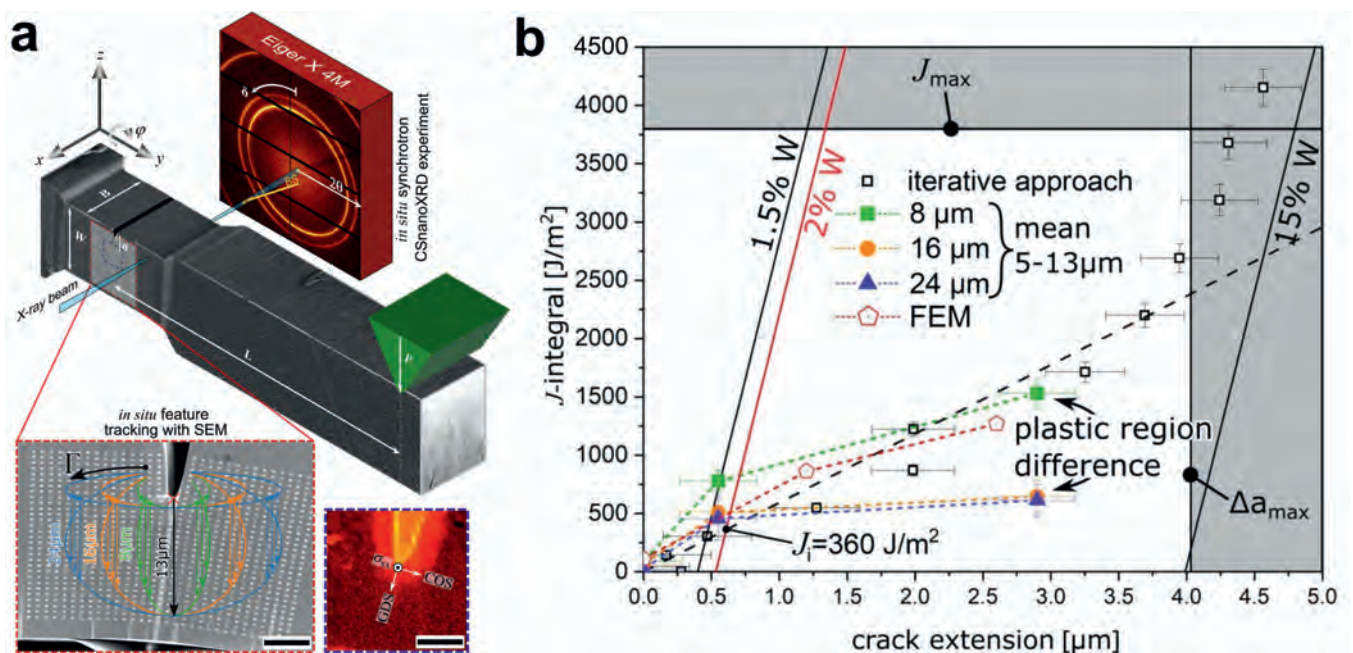 a
z
φ
x
y
B
W
a
X-ray beam
L
P
Eiger X 4M
δ
2θ
in situ synchrotron
CSnanoXRD experiment
in situ feature
tracking with SEM
Γ
13μm
σxx
COS
GDS
b
J-integral [J/m²]
4500
4000
3500
3000
2500
2000
1500
1000
500
0
0.0
0.5
1.0
1.5
2.0
2.5
3.0
3.5
4.0
4.5
5.0
crack extension [μm]
Jmax
1.5% W
2% W
15% W
iterative approach
8 μm
16 μm
24 μm
mean
5-13μm
FEM
plastic region
difference
Δamax
Ji=360 J/m²